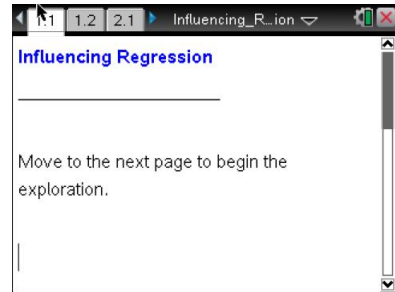 1.1 1.2 2.1 Influencing_R...ion
Influencing Regression
Move to the next page to begin the
exploration.